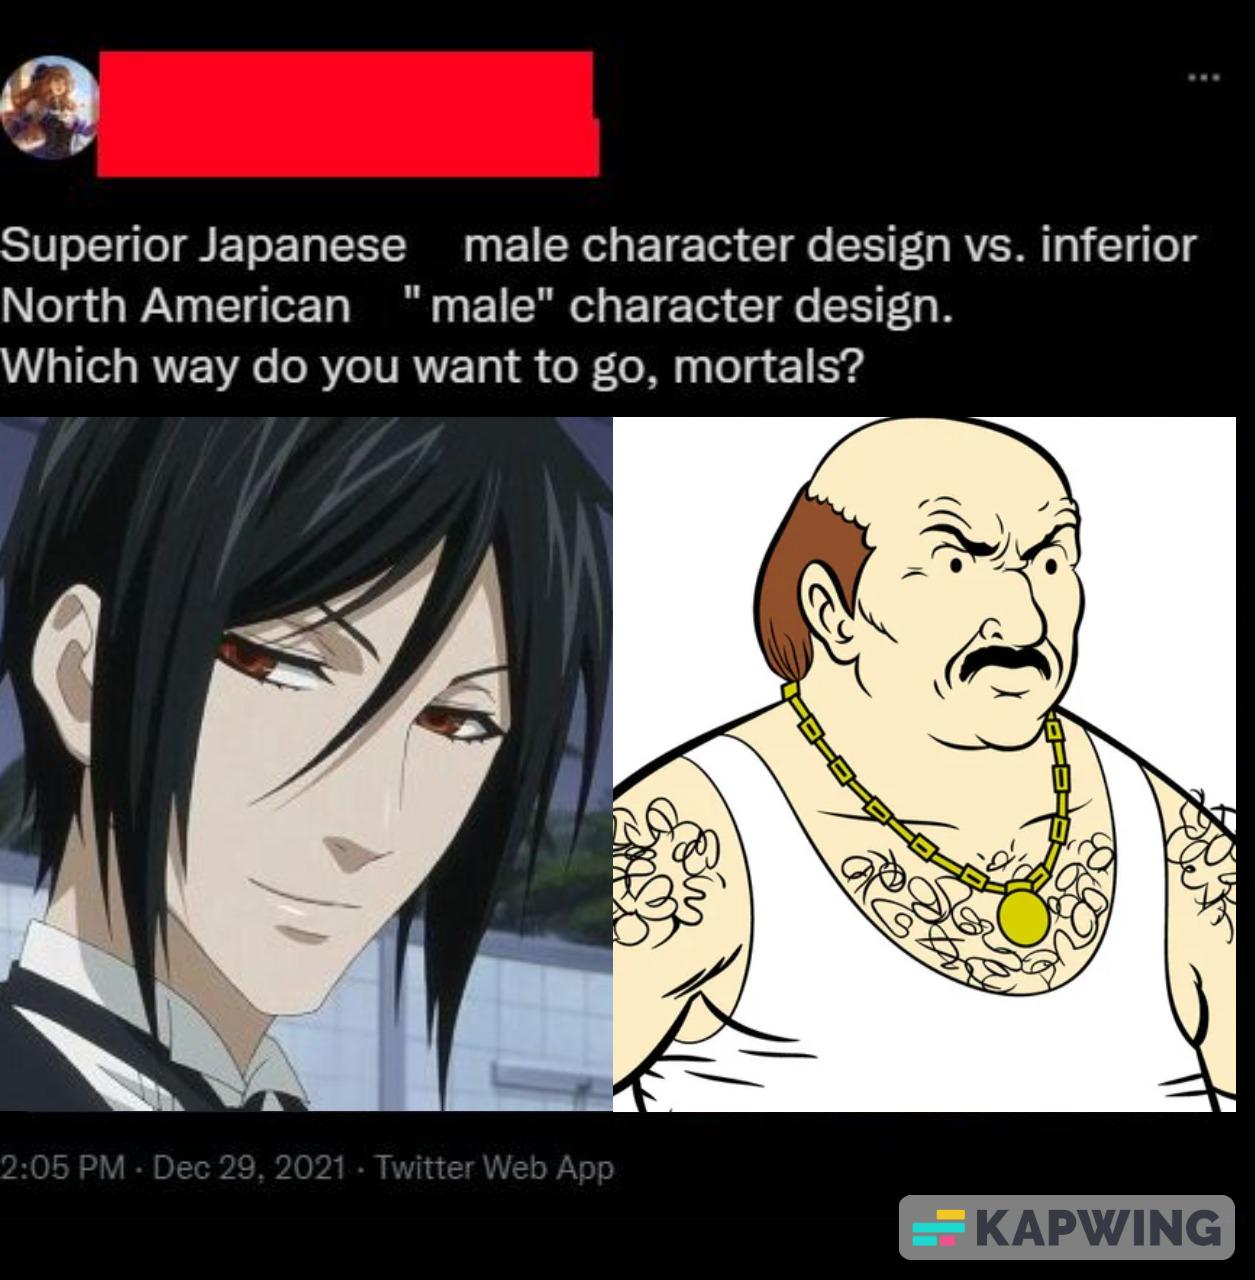 Superior Japanese male character design vs. inferior
North American "male" character design.
Which way do you want to go, mortals?
2:05 PM · Dec 29, 2021 · Twitter Web App
KAPWING